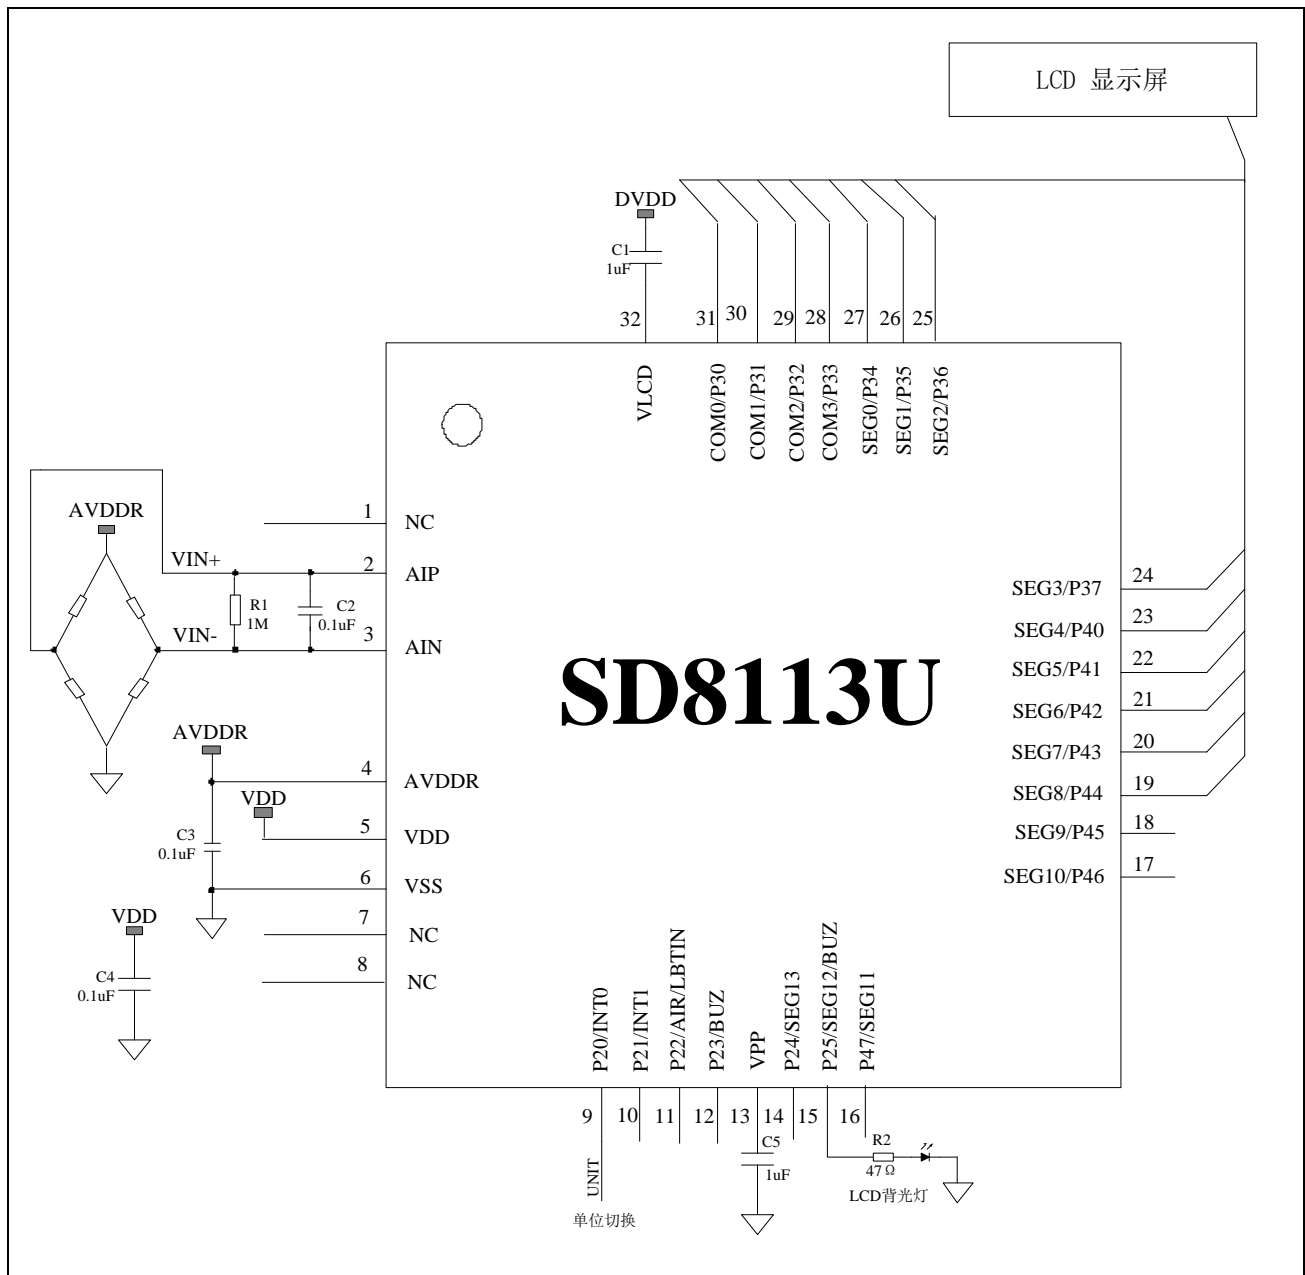 LCD 显示屏
DVDD
C1
1uF
32
31
30
29
28
27
26
25
VLCD
COM0/P30
COM1/P31
COM2/P32
COM3/P33
SEG0/P34
SEG1/P35
SEG2/P36
AVDDR
VIN+
VIN-
R1
1M
C2
0.1uF
1
NC
2
AIP
3
AIN
SD8113U
AVDDR
4
AVDDR
VDD
5
VDD
C3
0.1uF
6
VSS
7
NC
8
NC
VDD
C4
0.1uF
SEG3/P37
24
SEG4/P40
23
SEG5/P41
22
SEG6/P42
21
SEG7/P43
20
SEG8/P44
19
SEG9/P45
18
SEG10/P46
17
P20/INT0
P21/INT1
P22/AIR/LBTIN
P23/BUZ
VPP
P24/SEG13
P25/SEG12/BUZ
P47/SEG11
9
10
11
12
13
14
15
16
UNIT
单位切换
C5
1uF
R2
47Ω
LCD背光灯